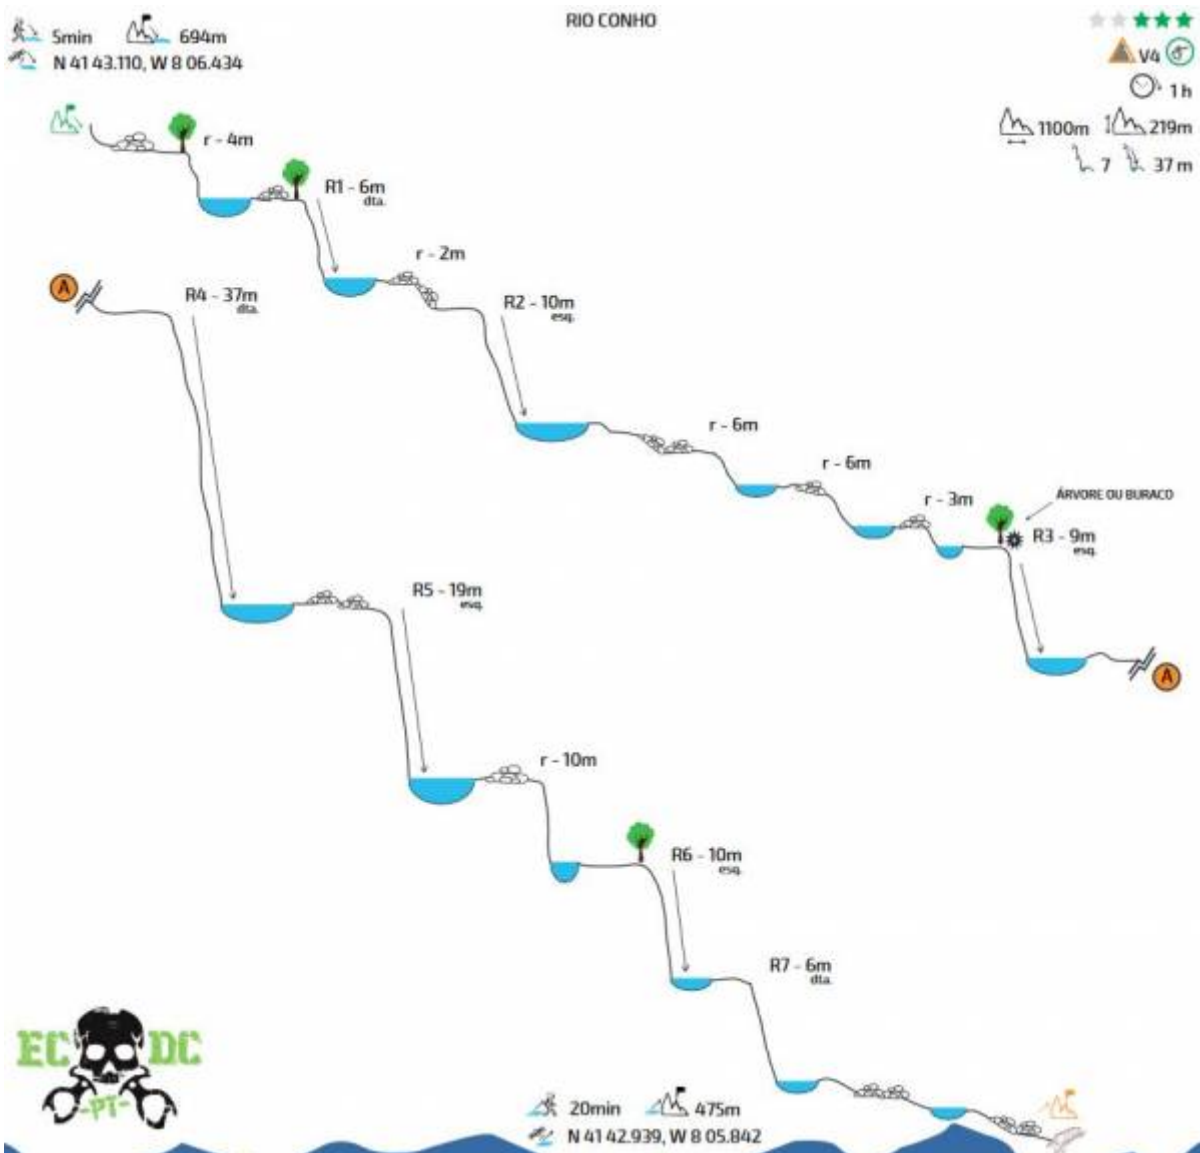 RIO CONHO
5min 694m
N 41 43.110, W 8 06.434
V4
1 h
1100m 219m
7 37 m
r - 4m
R1 - 6m
dta.
r - 2m
A
R4 - 37m
dta.
R2 - 10m
esq.
r - 6m
r - 6m
r - 3m
ÁRVORE OU BURACO
R3 - 9m
esq.
A
R5 - 19m
esq.
r - 10m
R6 - 10m
esq.
R7 - 6m
dta.
EC DC
-PT-
20min 475m
N 41 42.939, W 8 05.842